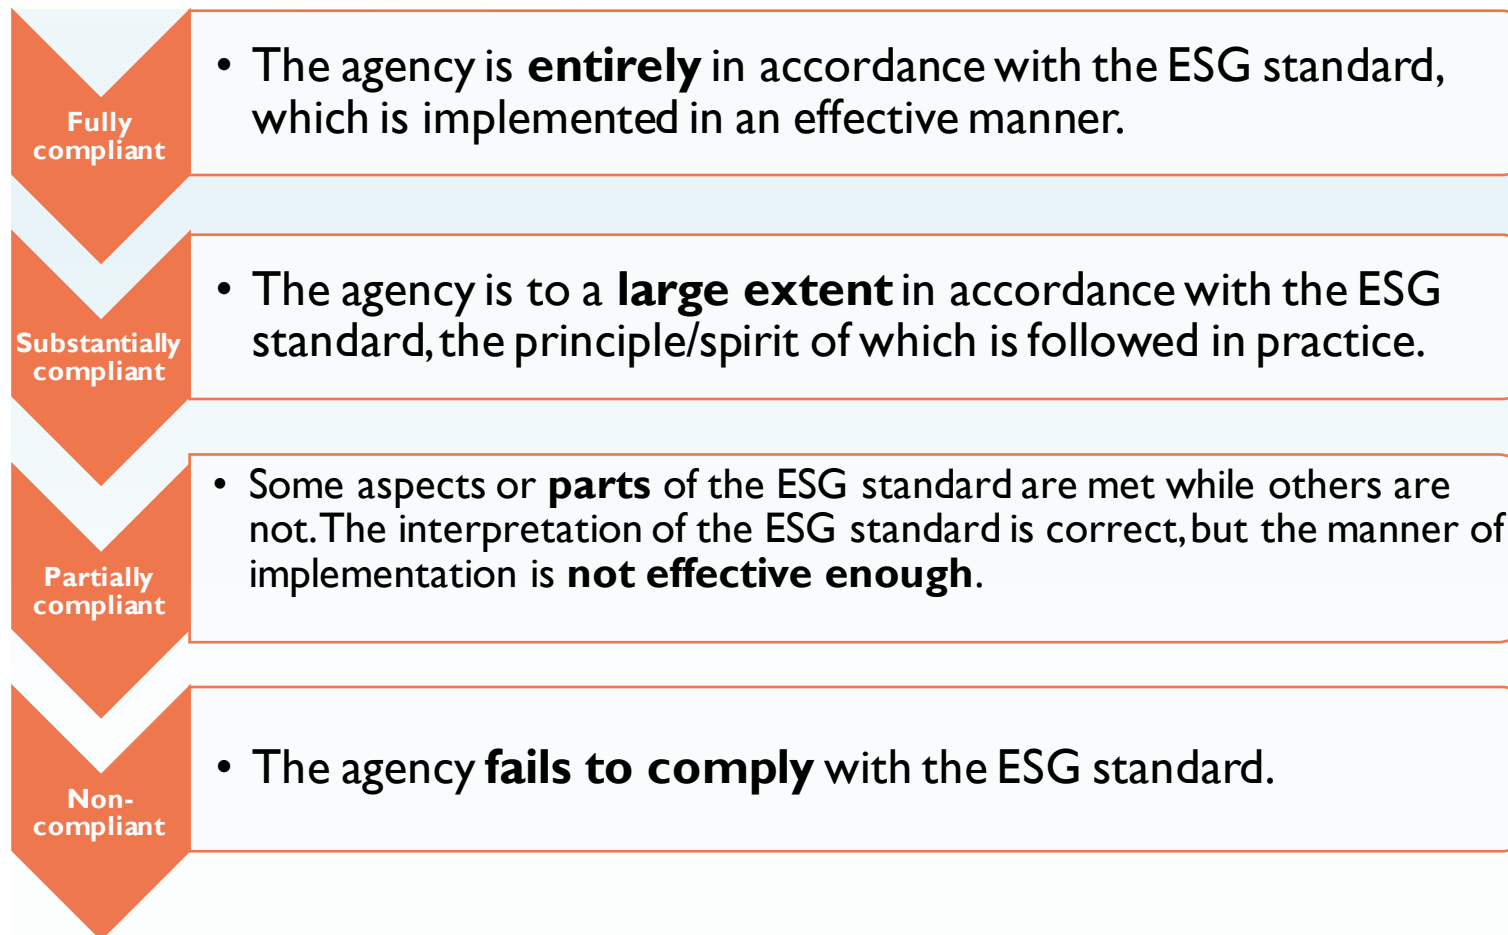 Fully
compliant
• The agency is entirely in accordance with the ESG standard,
which is implemented in an effective manner.
Substantially
compliant
• The agency is to a large extent in accordance with the ESG
standard, the principle/spirit of which is followed in practice.
Partially
compliant
• Some aspects or parts of the ESG standard are met while others are
not. The interpretation of the ESG standard is correct, but the manner of
implementation is not effective enough.
Non-
compliant
• The agency fails to comply with the ESG standard.